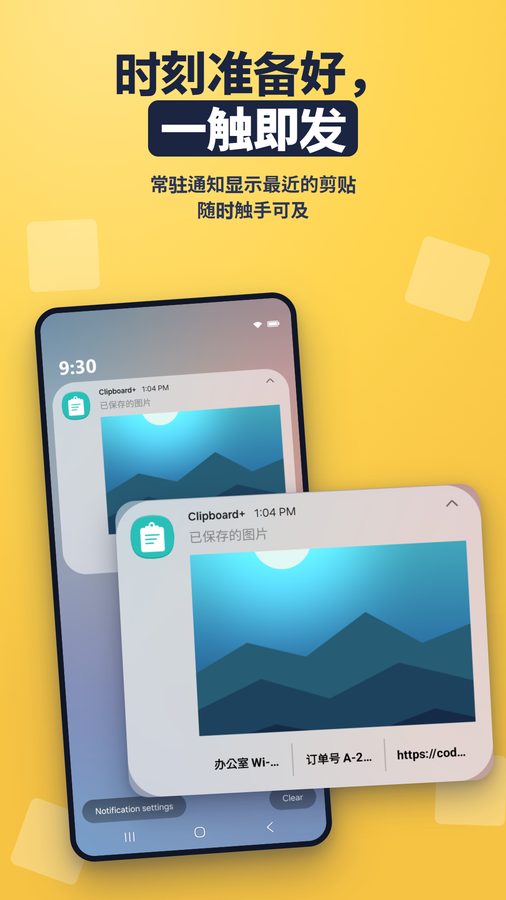 时刻准备好，
一触即发
常驻通知显示最近的剪贴
随时触手可及
9:30
Clipboard+ 1:04 PM
已保存的图片
Clipboard+ 1:04 PM
已保存的图片
办公室 Wi-...
订单号 A-2...
https://cod...
Notification settings
Clear